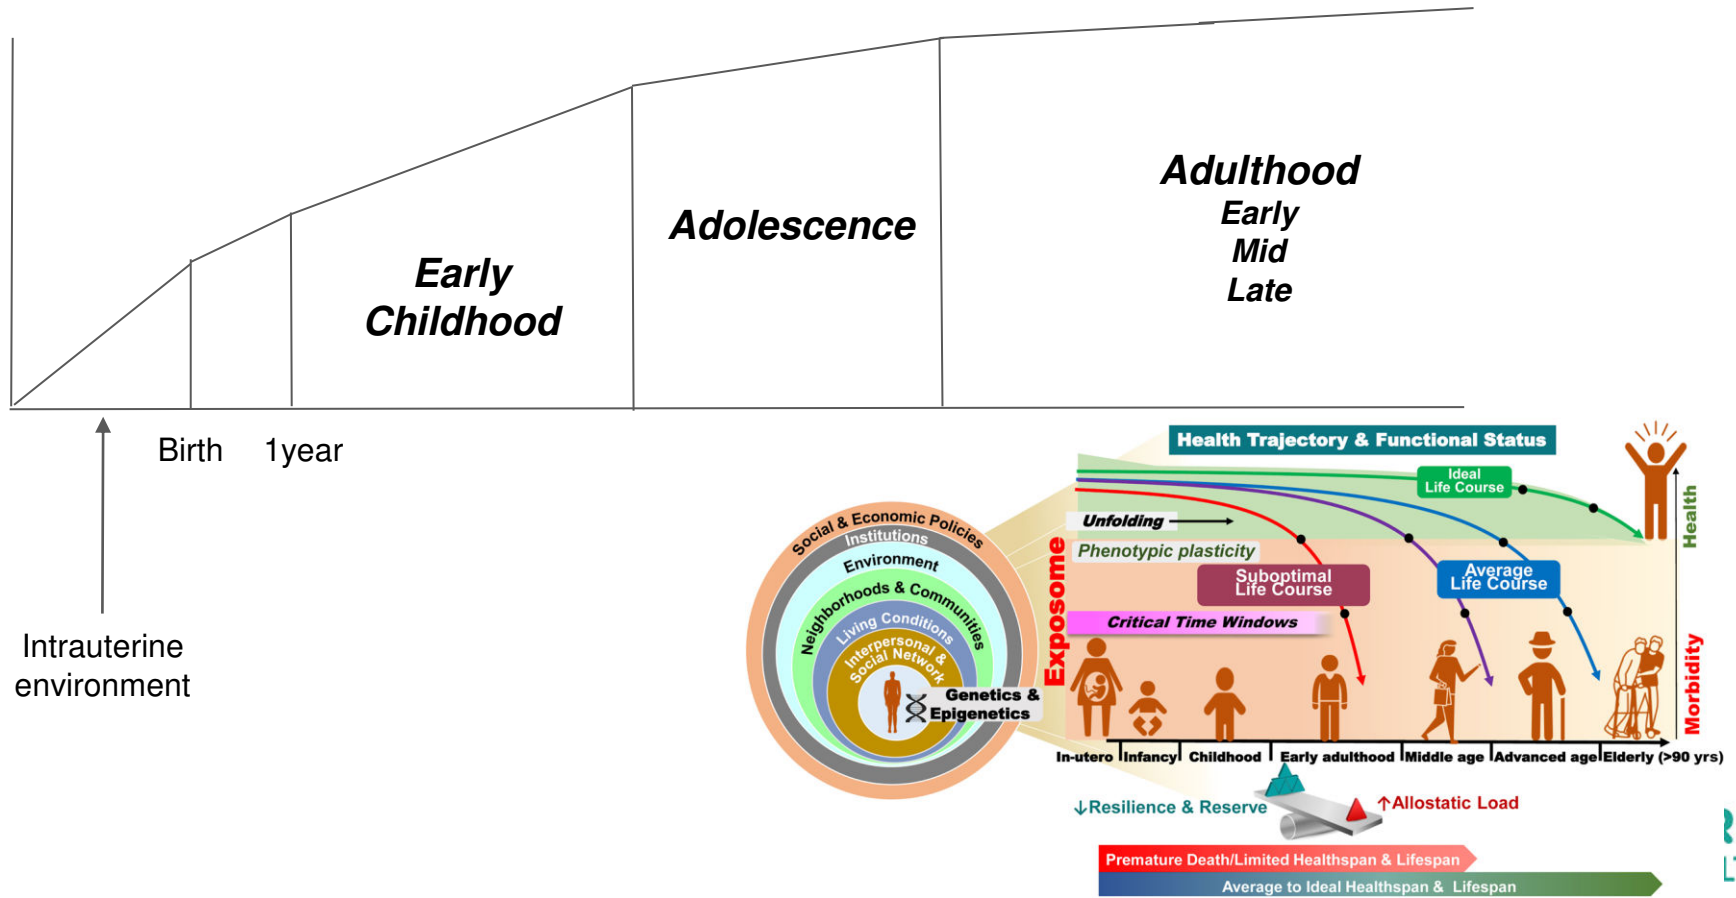 Early
Childhood
Adolescence
Adulthood
Early
Mid
Late
Birth
1year
Intrauterine
environment
Social & Economic Policies
Institutions
Environment
Neighborhoods & Communities
Living Conditions
Interpersonal &
Social Network
Genetics &
Epigenetics
Health Trajectory & Functional Status
Ideal
Life Course
Unfolding
Phenotypic plasticity
Suboptimal
Life Course
Average
Life Course
Critical Time Windows
Exposome
Health
Morbidity
In-utero
Infancy
Childhood
Early adulthood
Middle age
Advanced age
Elderly (>90 yrs)
↓Resilience & Reserve
↑Allostatic Load
Premature Death/Limited Healthspan & Lifespan
Average to Ideal Healthspan & Lifespan